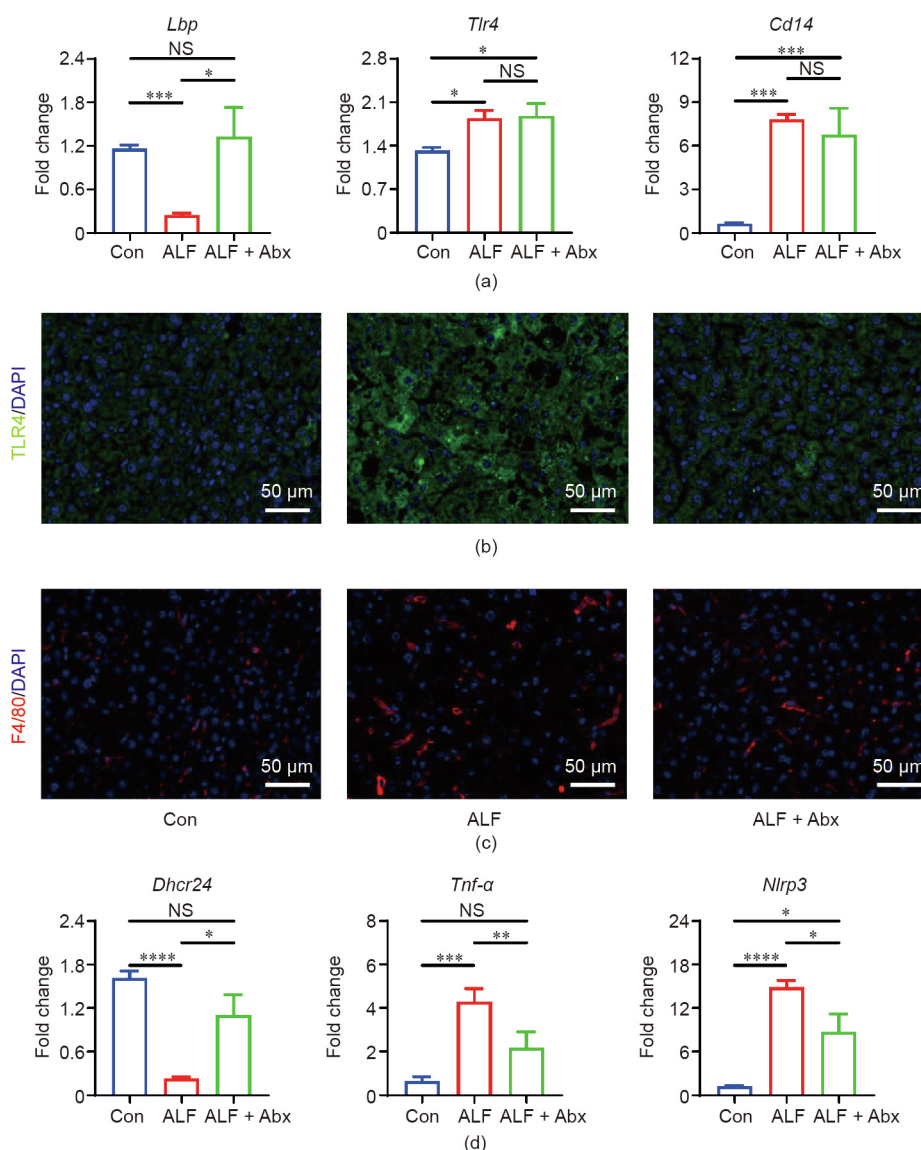 Lbp
Tlr4
Cd14
2.4
1.8
1.2
0.6
0
Fold change
NS
*
***
Con
ALF
ALF + Abx
2.8
2.1
1.4
0.7
0
Fold change
*
NS
*
Con
ALF
ALF + Abx
12
9
6
3
0
Fold change
***
NS
***
Con
ALF
ALF + Abx
(a)
TLR4/DAPI
50 μm
50 μm
50 μm
(b)
F4/80/DAPI
50 μm
50 μm
50 μm
Con
ALF
ALF + Abx
(c)
Dhcr24
Tnf-α
Nlrp3
2.4
1.8
1.2
0.6
0
Fold change
NS
*
****
Con
ALF
ALF + Abx
8
6
4
2
0
Fold change
NS
**
***
Con
ALF
ALF + Abx
24
18
12
6
0
Fold change
*
*
****
Con
ALF
ALF + Abx
(d)